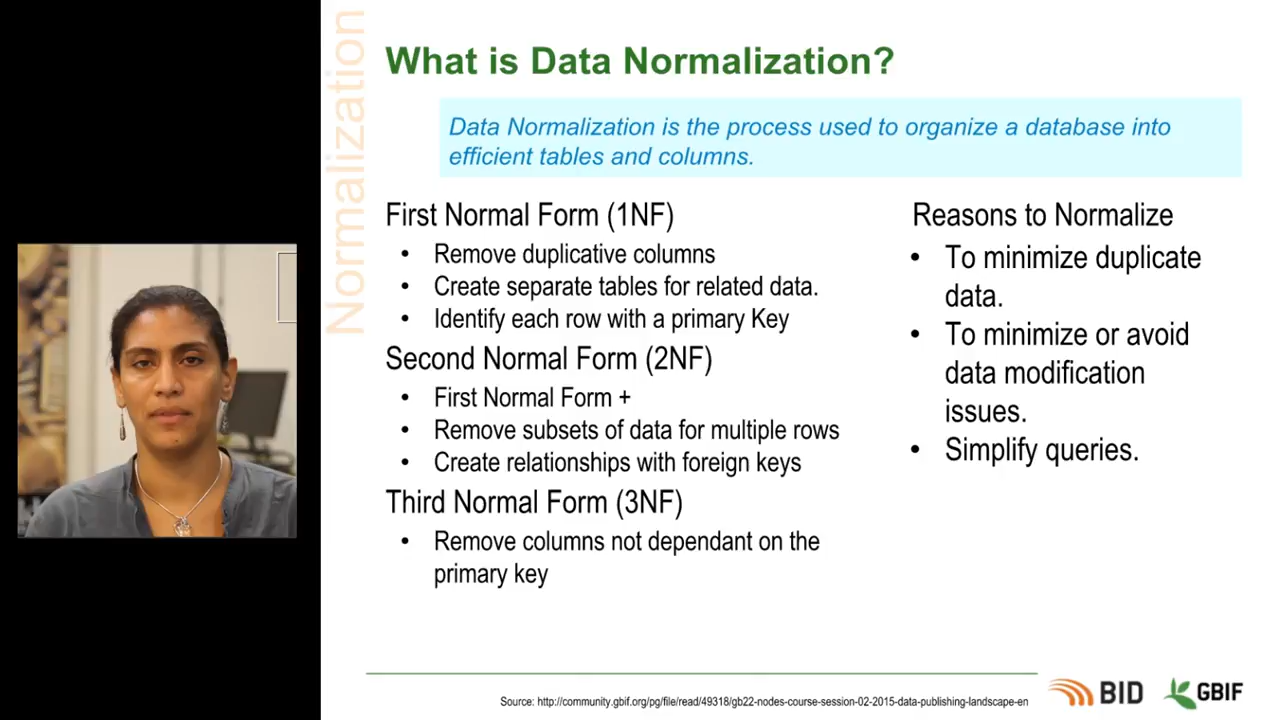 Normalization
What is Data Normalization?
Data Normalization is the process used to organize a database into
efficient tables and columns.
First Normal Form (1NF)
• Remove duplicative columns
• Create separate tables for related data.
• Identify each row with a primary Key
Second Normal Form (2NF)
• First Normal Form +
• Remove subsets of data for multiple rows
• Create relationships with foreign keys
Third Normal Form (3NF)
• Remove columns not dependant on the
primary key
Reasons to Normalize
• To minimize duplicate
data.
• To minimize or avoid
data modification
issues.
• Simplify queries.
Source: http://community.gbif.org/pg/file/read/49318/gb22-nodes-course-session-02-2015-data-publishing-landscape-en
BID
GBIF